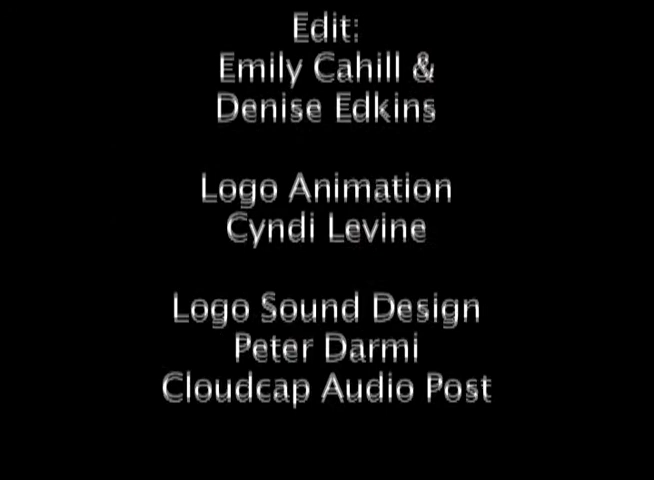 Edit:
Emily Cahill &
Denise Edkins
Logo Animation
Cyndi Levine
Logo Sound Design
Peter Darmi
Cloudcap Audio Post